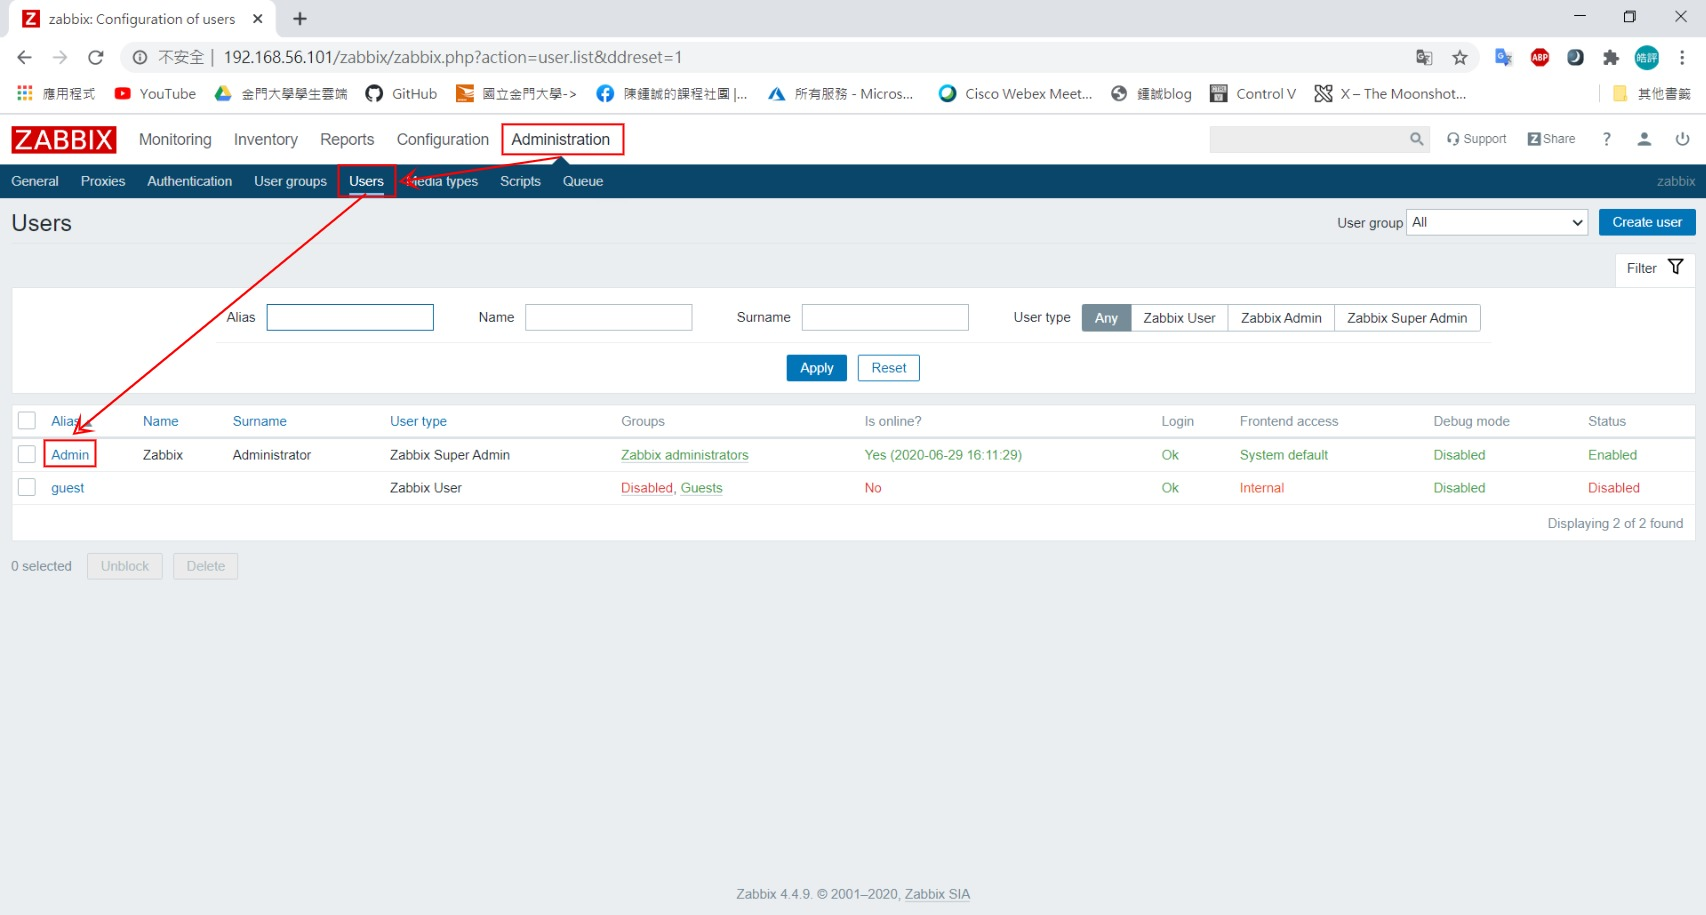 zabbix: Configuration of users
不安全 | 192.168.56.101/zabbix/zabbix.php?action=user.list&ddreset=1
ABP 皓評
應用程式 YouTube 金門大學學生雲端 GitHub 國立金門大學-> 陳鍾誠的課程社團 |... 所有服務 - Micros... Cisco Webex Meet... 鍾誠blog Control V X – The Moonshot... 其他書籤
ZABBIX Monitoring Inventory Reports Configuration Administration Support Share ?
General Proxies Authentication User groups Users Media types Scripts Queue zabbix
Users User group All Create user
Filter
Alias Name Surname User type Any Zabbix User Zabbix Admin Zabbix Super Admin
Apply Reset
Alias Name Surname User type Groups Is online? Login Frontend access Debug mode Status
Admin Zabbix Administrator Zabbix Super Admin Zabbix administrators Yes (2020-06-29 16:11:29) Ok System default Disabled Enabled
guest Zabbix User Disabled, Guests No Ok Internal Disabled Disabled
Displaying 2 of 2 found
0 selected Unblock Delete
Zabbix 4.4.9. © 2001–2020, Zabbix SIA